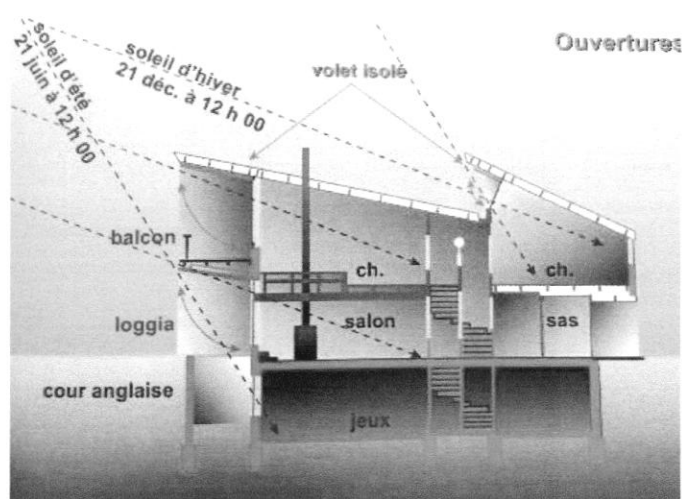 Ouvertures
soleil d'hiver
21 déc. à 12 h 00
soleil d'été
21 juin à 12 h 00
volet isolé
balcon
ch.
ch.
loggia
salon
sas
cour anglaise
jeux